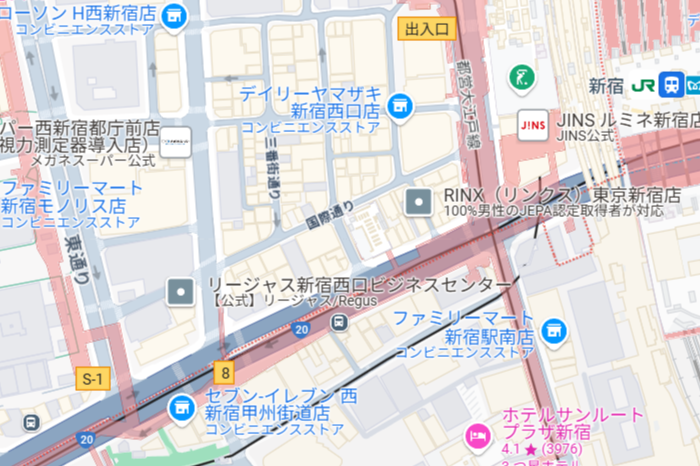 ローソン H西新宿店
コンビニエンスストア
出入口
都営大江戸線
新宿
JR
デイリーヤマザキ
新宿西口店
コンビニエンスストア
J!NS
JINS ルミネ新宿店
JINS公式
パー西新宿都庁前店
視力測定器導入店)
メガネスーパー公式
三番街通り
ファミリーマート
新宿モノリス店
コンビニエンスストア
RINX（リンクス）東京新宿店
100%男性のJEPA認定取得者が対応
国際通り
東通り
リージャス新宿西口ビジネスセンター
【公式】リージャス/Regus
20
ファミリーマート
新宿駅南店
コンビニエンスストア
S-1
8
セブン-イレブン 西
新宿甲州街道店
コンビニエンスストア
20
ホテルサンルート
プラザ新宿
4.1★ (3976)
3 つ星ホテル